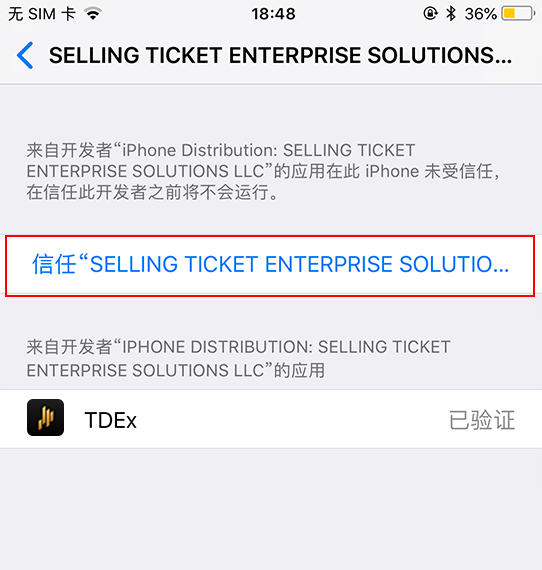 无 SIM 卡 18:48 36%
SELLING TICKET ENTERPRISE SOLUTIONS...
来自开发者“iPhone Distribution: SELLING TICKET
ENTERPRISE SOLUTIONS LLC”的应用在此 iPhone 未受信任，
在信任此开发者之前将不会运行。
信任“SELLING TICKET ENTERPRISE SOLUTIO...
来自开发者“IPHONE DISTRIBUTION: SELLING TICKET
ENTERPRISE SOLUTIONS LLC”的应用
TDEx 已验证